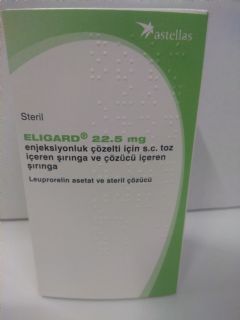 astellas
Steril
ELIGARD® 22.5 mg
enjeksiyonluk çözelti için s.c. toz
içeren şırınga ve çözücü içeren
şırınga
Leuprorelin asetat ve steril çözücü